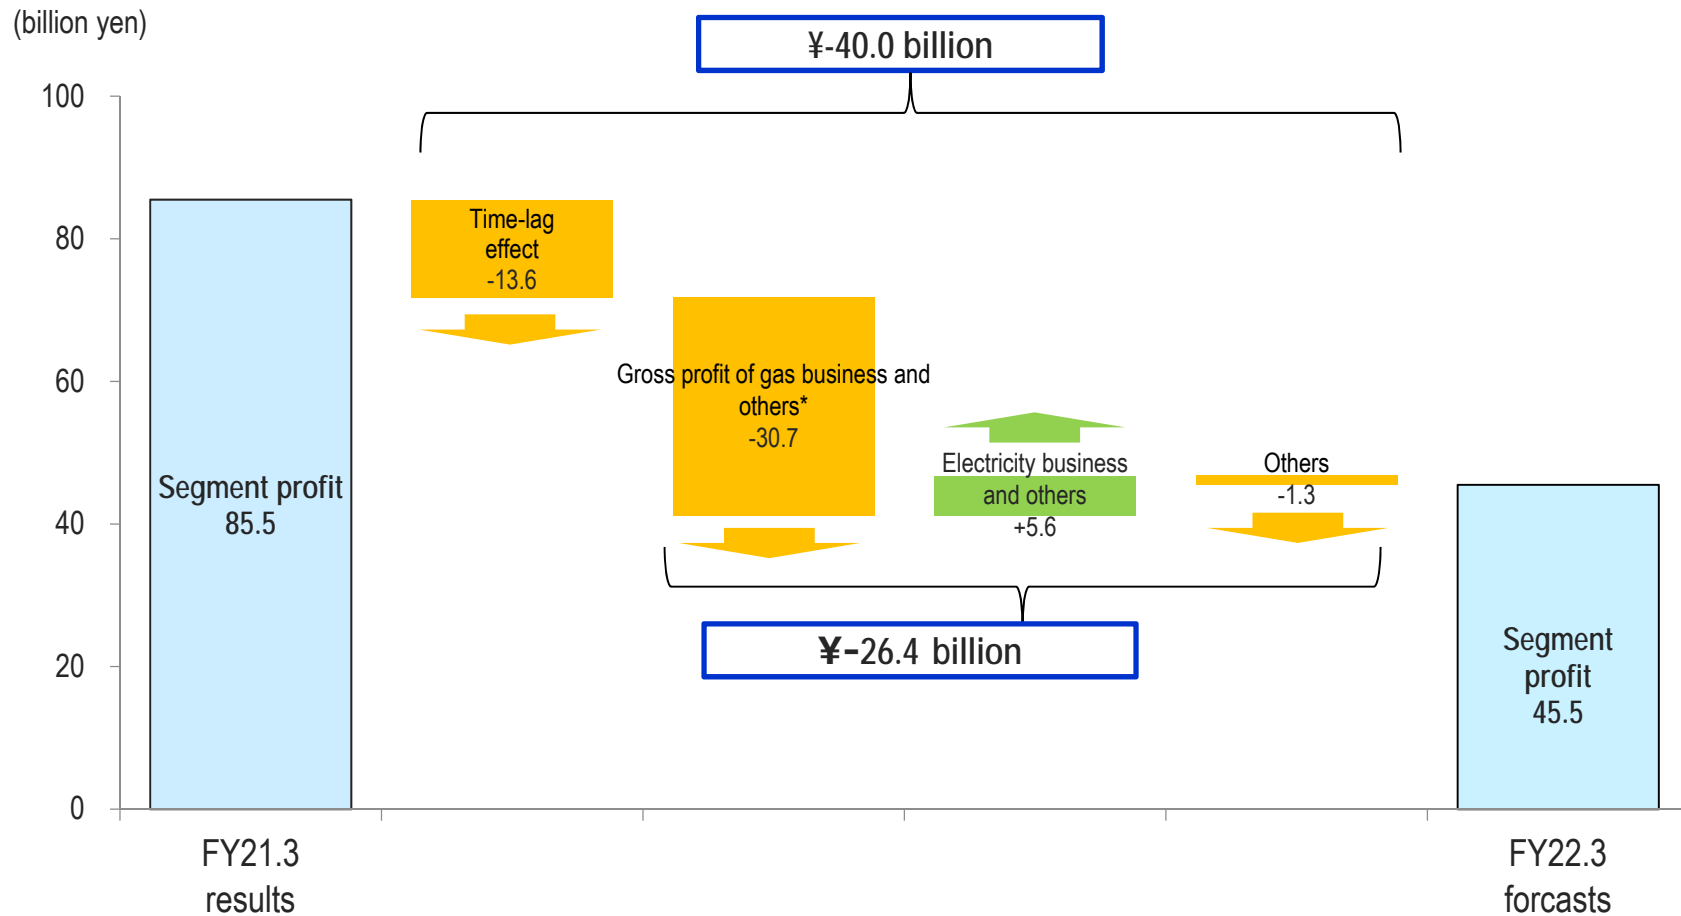 (billion yen)
¥-40.0 billion
100
80
60
40
20
0
Segment profit
85.5
Time-lag
effect
-13.6
Gross profit of gas business and
others*
-30.7
Electricity business
and others
+5.6
Others
-1.3
¥-26.4 billion
Segment
profit
45.5
FY21.3
results
FY22.3
forcasts